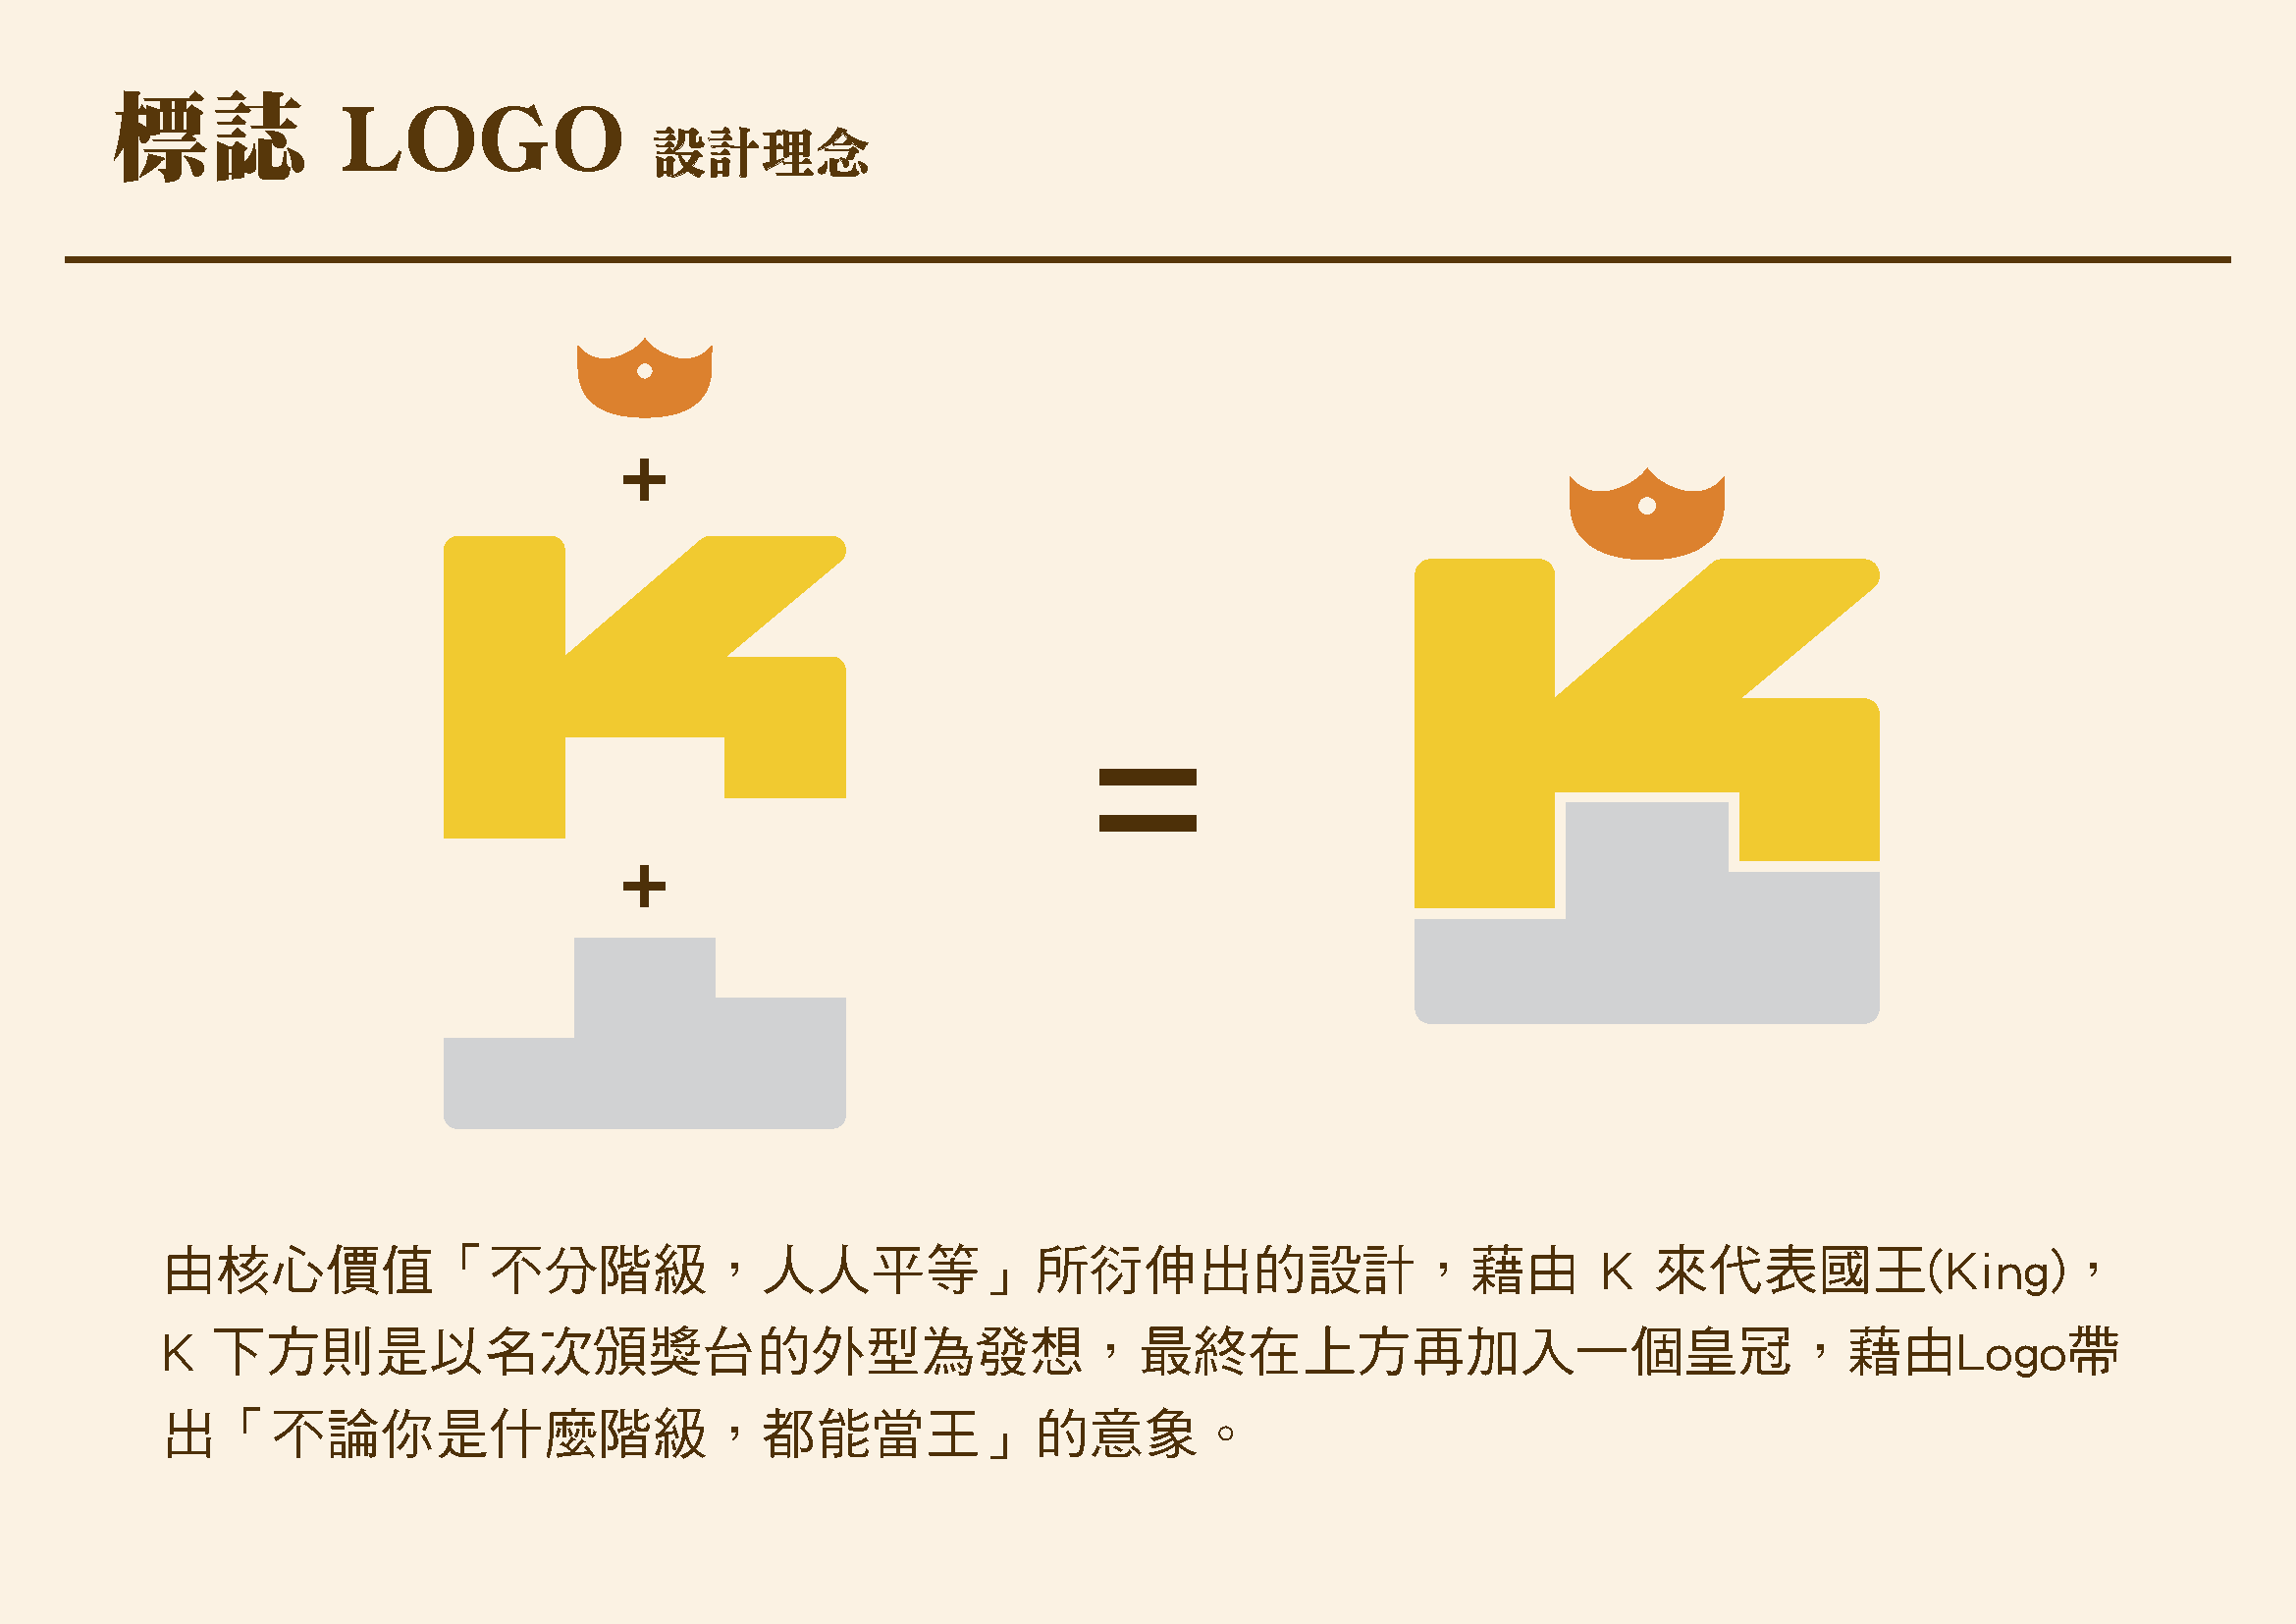 標誌 LOGO 設計理念
+
K
+
=
K
由核心價值「不分階級，人人平等」所衍伸出的設計，藉由 K 來代表國王(King)，
K 下方則是以名次頒獎台的外型為發想，最終在上方再加入一個皇冠，藉由Logo帶
出「不論你是什麼階級，都能當王」的意象。